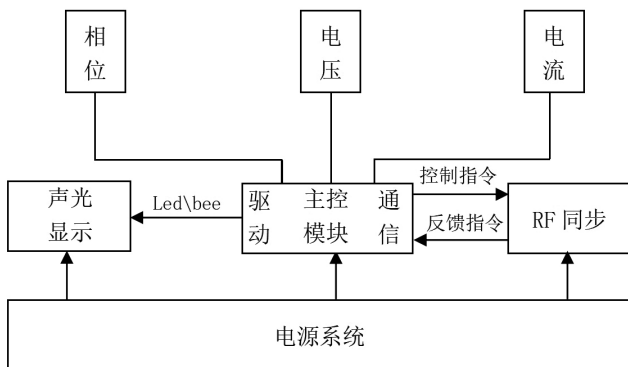 相位
电压
电流
声光显示
Led\bee
驱动
主控模块
通信
控制指令
反馈指令
RF 同步
电源系统